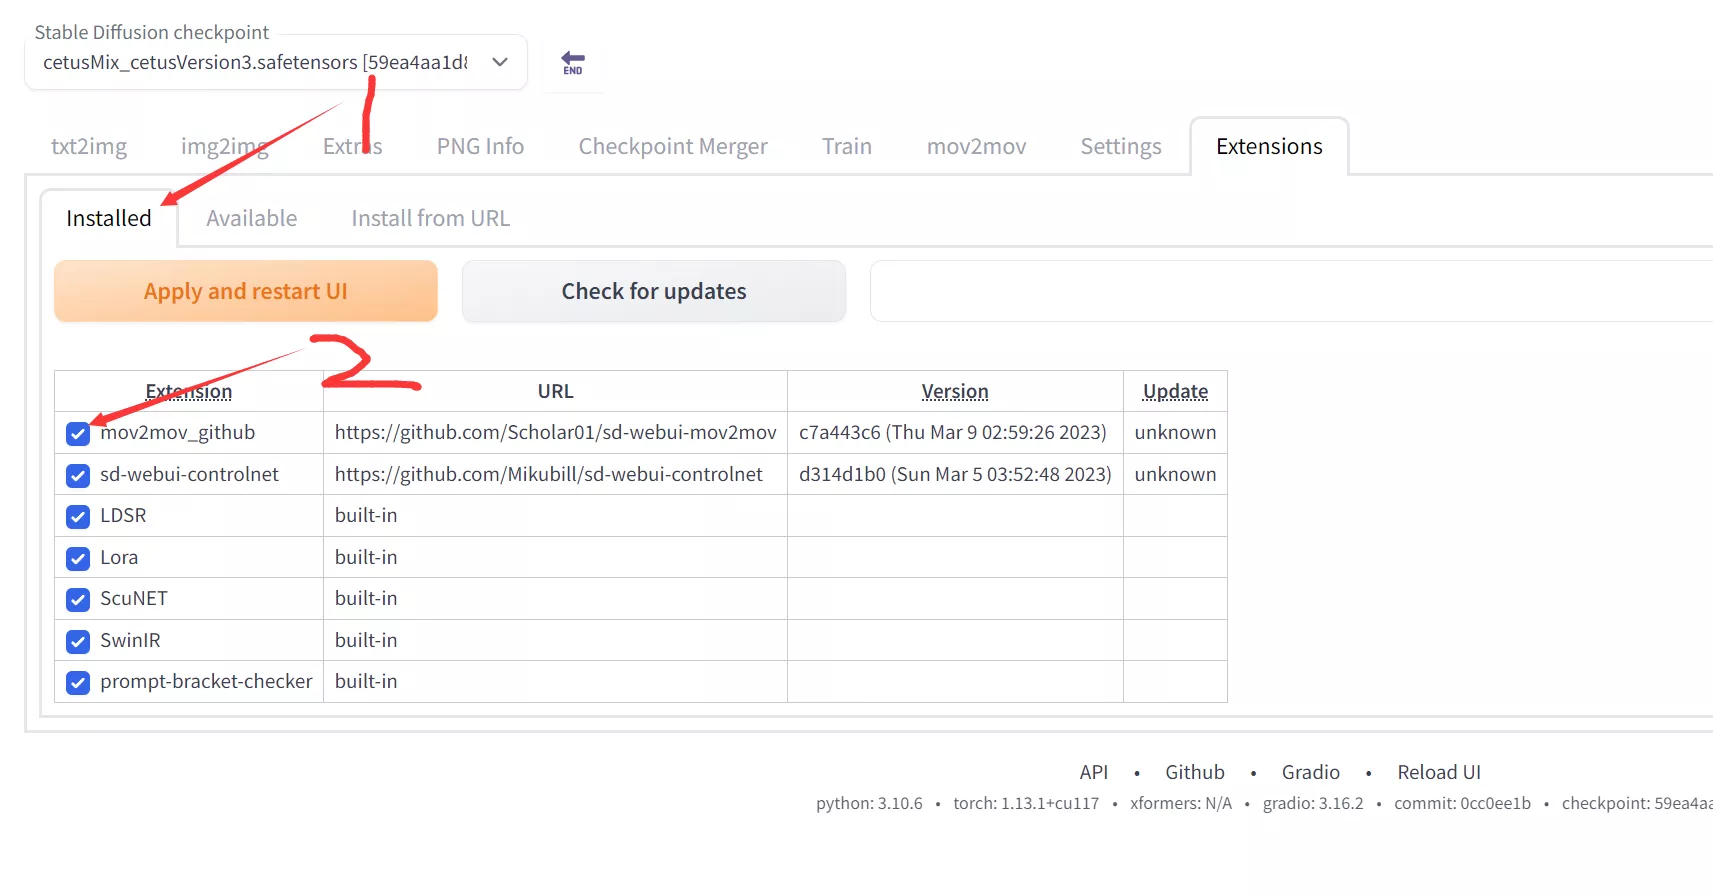 Stable Diffusion checkpoint
cetusMix_cetusVersion3.safetensors [59ea4aa1d8
END
1
txt2img img2img Extras PNG Info Checkpoint Merger Train mov2mov Settings Extensions
Installed Available Install from URL
Apply and restart UI Check for updates
2
Extension URL Version Update
mov2mov_github https://github.com/Scholar01/sd-webui-mov2mov c7a443c6 (Thu Mar 9 02:59:26 2023) unknown
sd-webui-controlnet https://github.com/Mikubill/sd-webui-controlnet d314d1b0 (Sun Mar 5 03:52:48 2023) unknown
LDSR built-in
Lora built-in
ScuNET built-in
SwinIR built-in
prompt-bracket-checker built-in
API • Github • Gradio • Reload UI
python: 3.10.6 • torch: 1.13.1+cu117 • xformers: N/A • gradio: 3.16.2 • commit: 0cc0ee1b • checkpoint: 59ea4aa